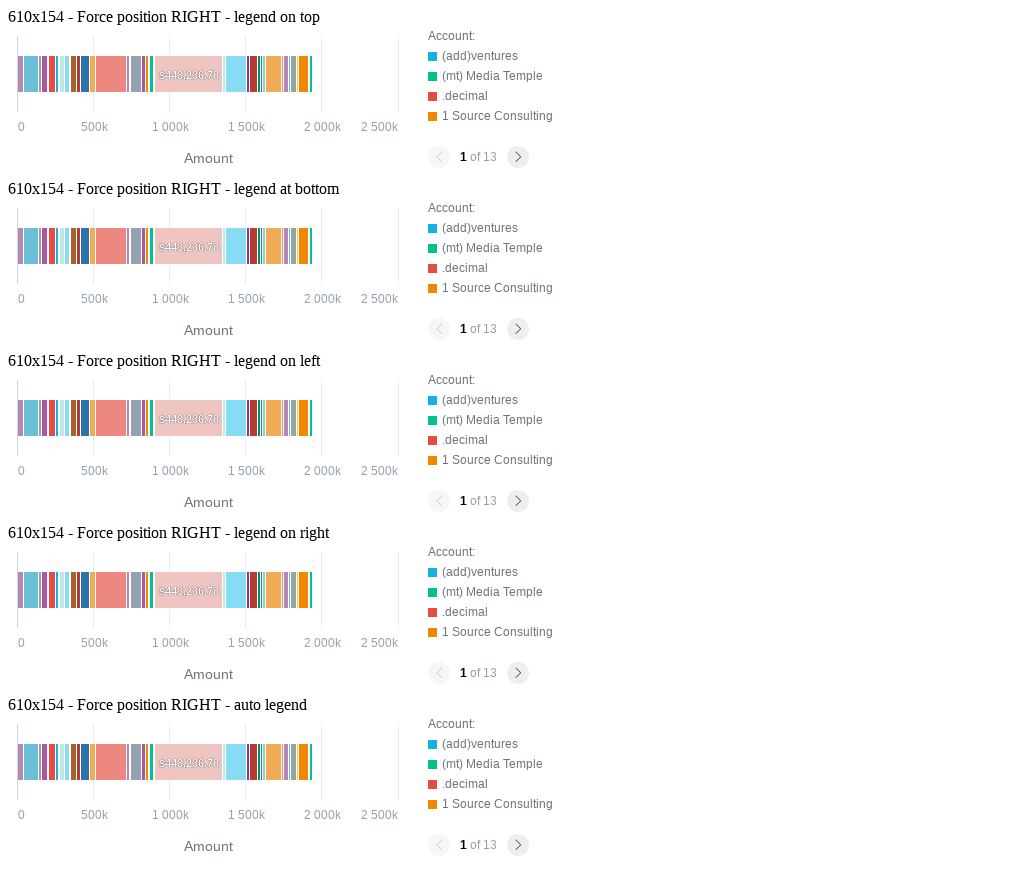 610x154 - Force position RIGHT - legend on top
$443,236.78
0 500k 1 000k 1 500k 2 000k 2 500k
Amount
Account:
(add)ventures
(mt) Media Temple
.decimal
1 Source Consulting
1 of 13
610x154 - Force position RIGHT - legend at bottom
$443,236.78
0 500k 1 000k 1 500k 2 000k 2 500k
Amount
Account:
(add)ventures
(mt) Media Temple
.decimal
1 Source Consulting
1 of 13
610x154 - Force position RIGHT - legend on left
$443,236.78
0 500k 1 000k 1 500k 2 000k 2 500k
Amount
Account:
(add)ventures
(mt) Media Temple
.decimal
1 Source Consulting
1 of 13
610x154 - Force position RIGHT - legend on right
$443,236.78
0 500k 1 000k 1 500k 2 000k 2 500k
Amount
Account:
(add)ventures
(mt) Media Temple
.decimal
1 Source Consulting
1 of 13
610x154 - Force position RIGHT - auto legend
$443,236.78
0 500k 1 000k 1 500k 2 000k 2 500k
Amount
Account:
(add)ventures
(mt) Media Temple
.decimal
1 Source Consulting
1 of 13